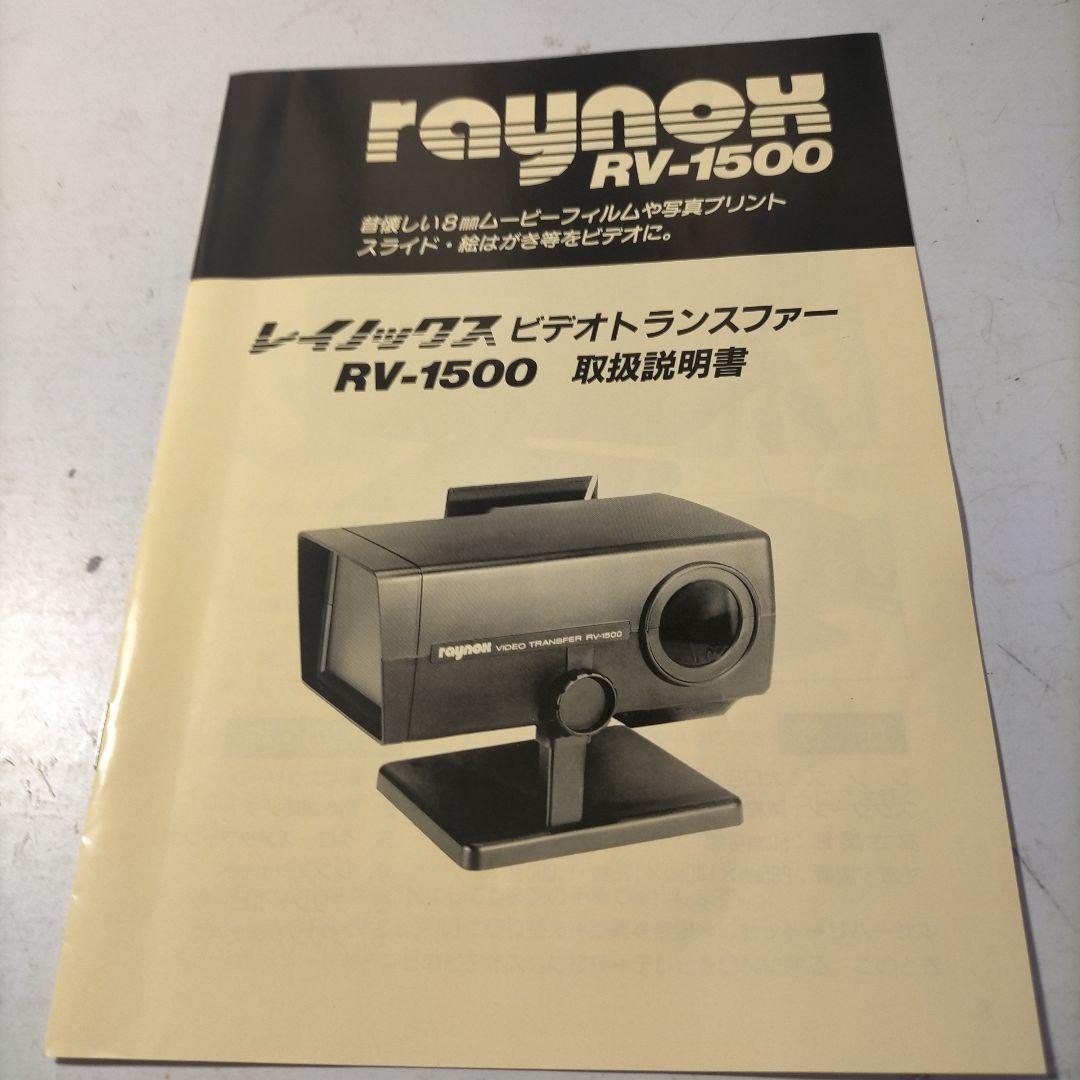 raynox
RV-1500
昔懐しい8㎜ムービーフィルムや写真プリント
スライド・絵はがき等をビデオに。
レイノックス ビデオトランスファー
RV-1500 取扱説明書
raynox VIDEO TRANSFER RV-1500